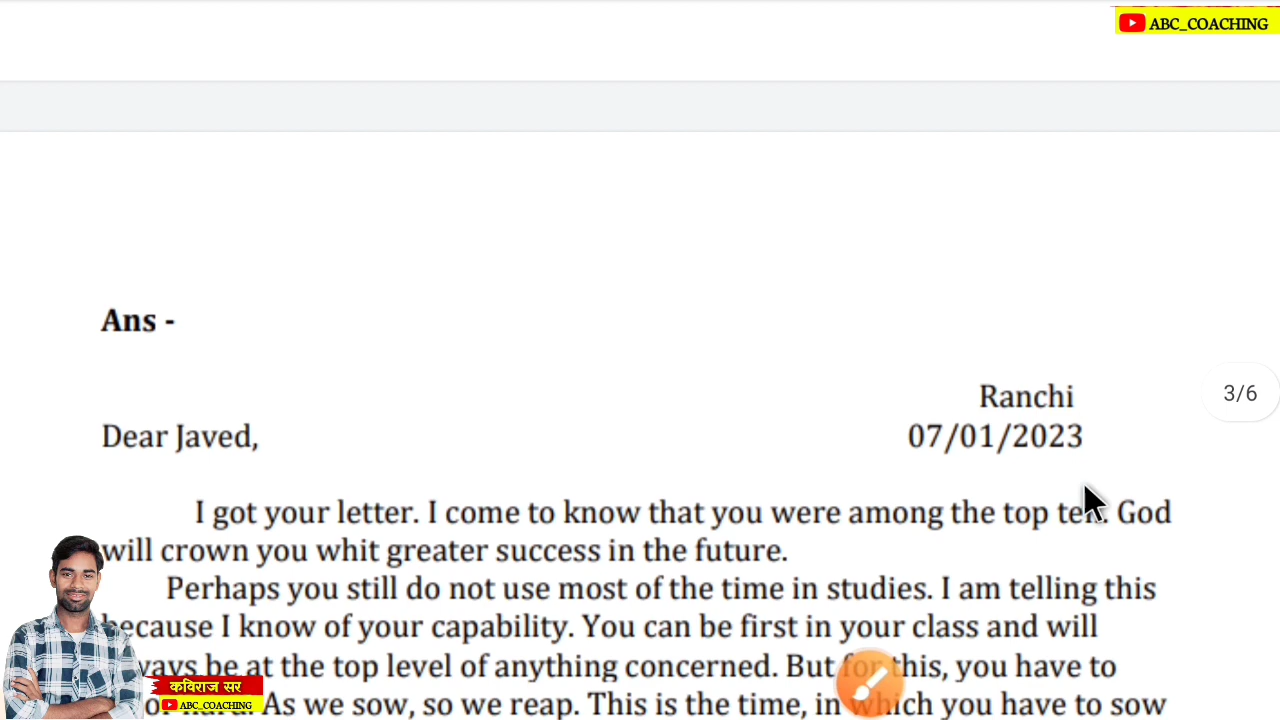 ABC_COACHING
Ans -
Ranchi
3/6
Dear Javed,
07/01/2023
I got your letter. I come to know that you were among the top ten. God
will crown you whit greater success in the future.
Perhaps you still do not use most of the time in studies. I am telling this
because I know of your capability. You can be first in your class and will
be at the top level of anything concerned. But for this, you have to
As we sow, so we reap. This is the time, in which you have to sow
कविराज सर
ABC_COACHING